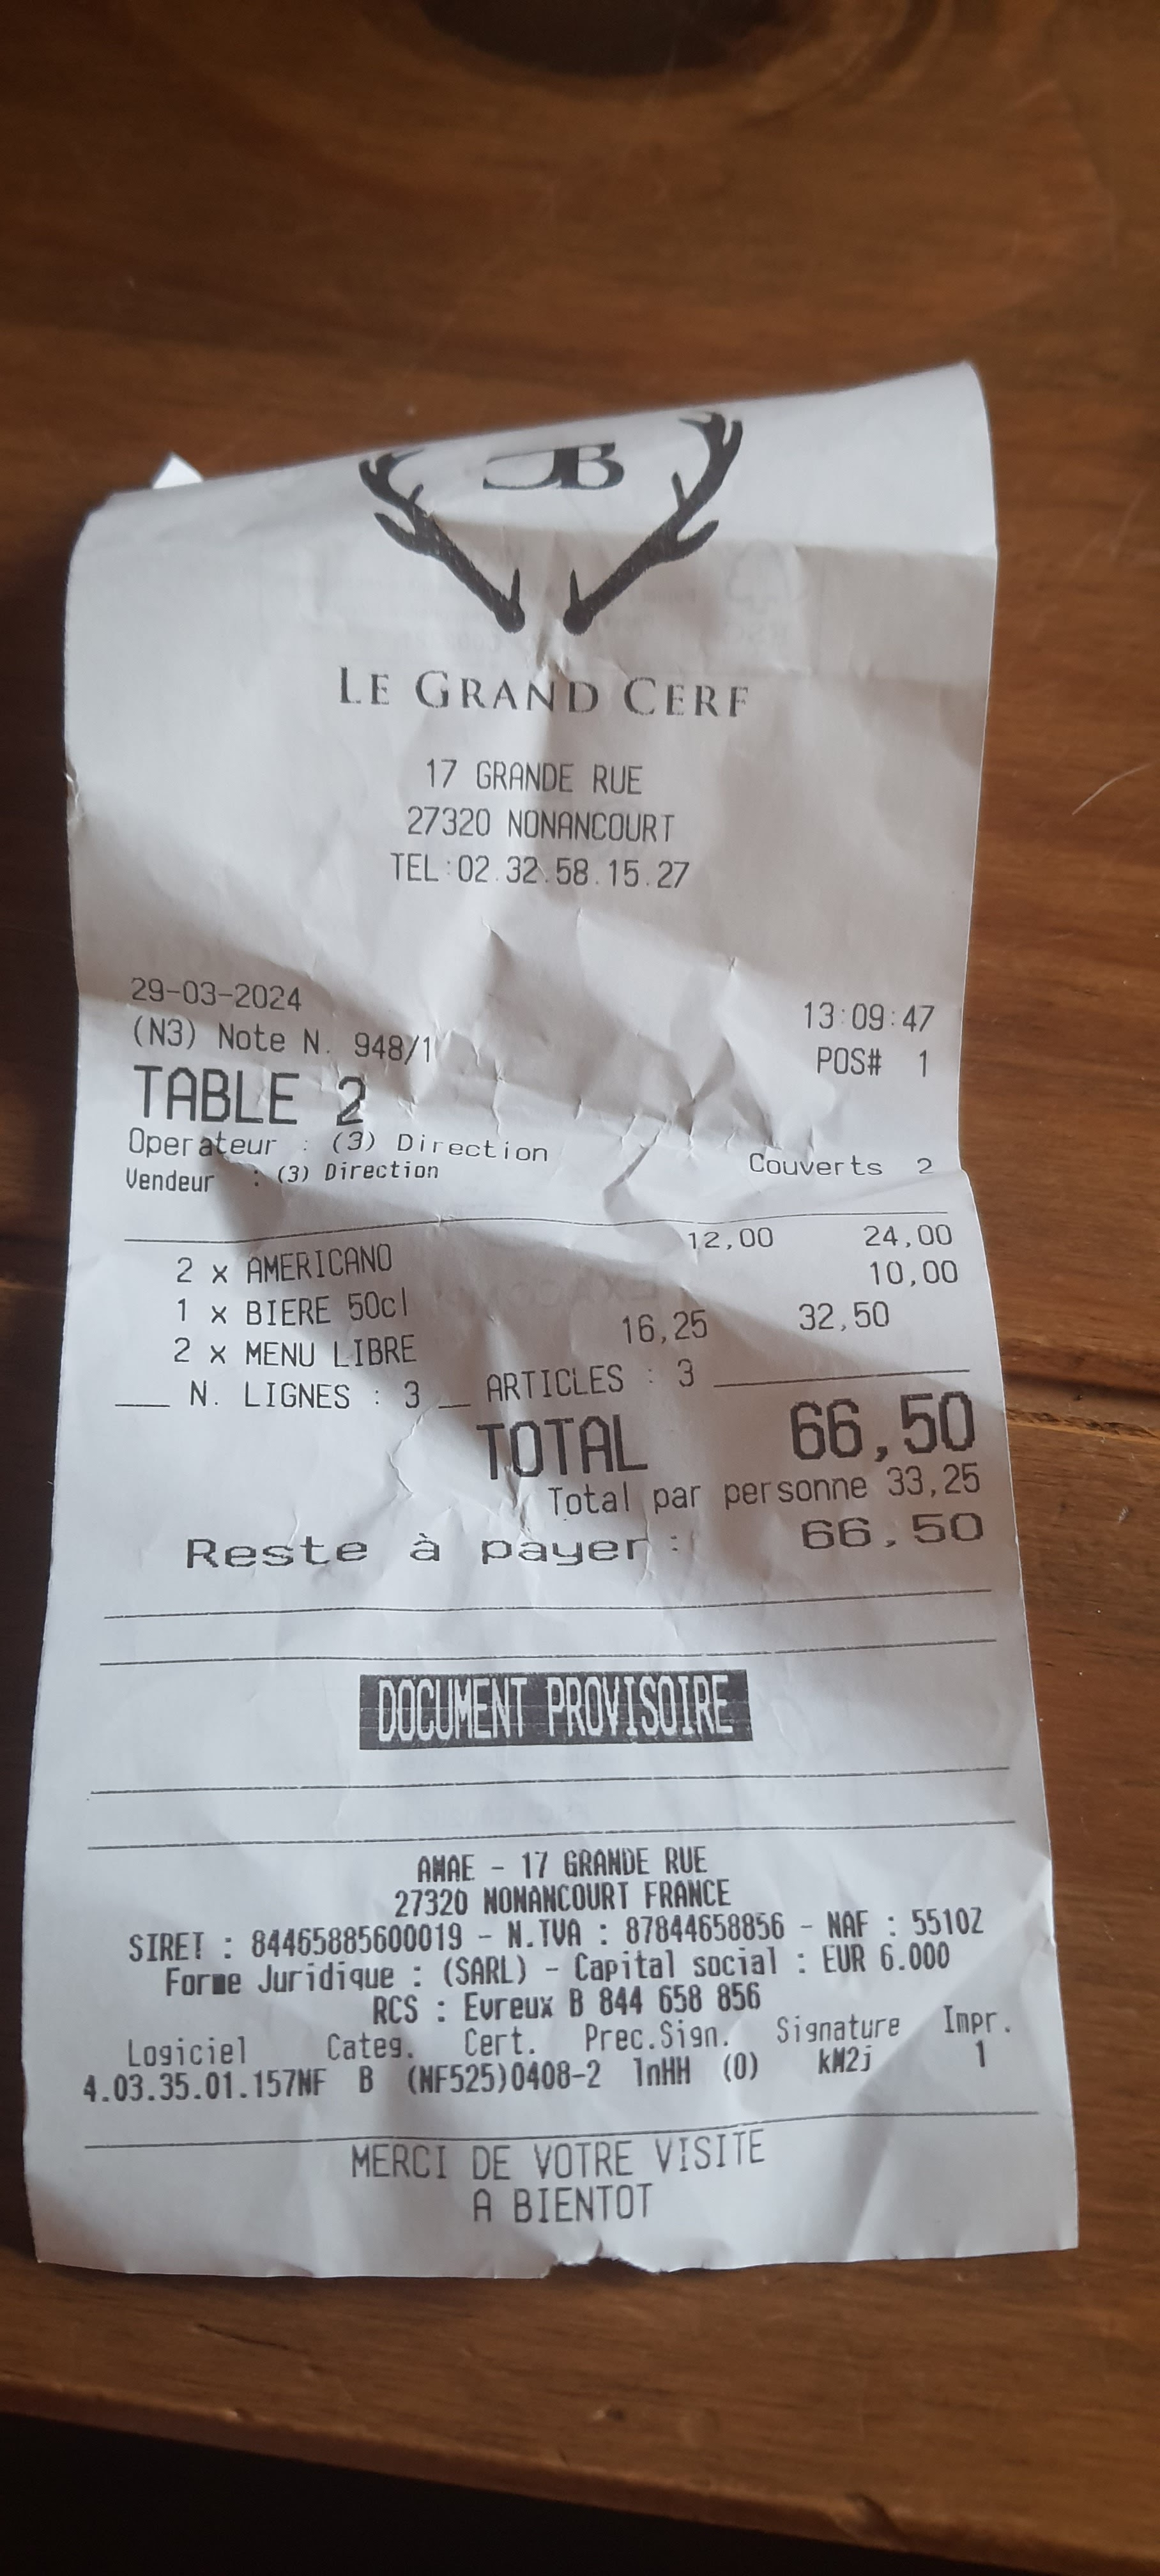 JB
LE GRAND CERF
17 GRANDE RUE
27320 NONANCOURT
TEL:02.32.58.15.27
29-03-2024 13:09:47
(N3) Note N. 948/1 POS# 1
TABLE 2
Operateur : (3) Direction Couverts 2
Vendeur : (3) Direction
2 x AMERICANO 12,00 24,00
1 x BIERE 50cl 10,00
2 x MENU LIBRE 16,25 32,50
N. LIGNES : 3 ARTICLES : 3
TOTAL 66,50
Total par personne 33,25
Reste à payer: 66,50
DOCUMENT PROVISOIRE
AMAE - 17 GRANDE RUE
27320 NONANCOURT FRANCE
SIRET : 84465885600019 - N.TVA : 87844658856 - NAF : 5510Z
Forme Juridique : (SARL) - Capital social : EUR 6.000
RCS : Evreux B 844 658 856
Logiciel Categ. Cert. Prec.Sign. Signature Impr.
4.03.35.01.157NF B (NF525)0408-2 lnHH (0) kM2j 1
MERCI DE VOTRE VISITE
A BIENTOT